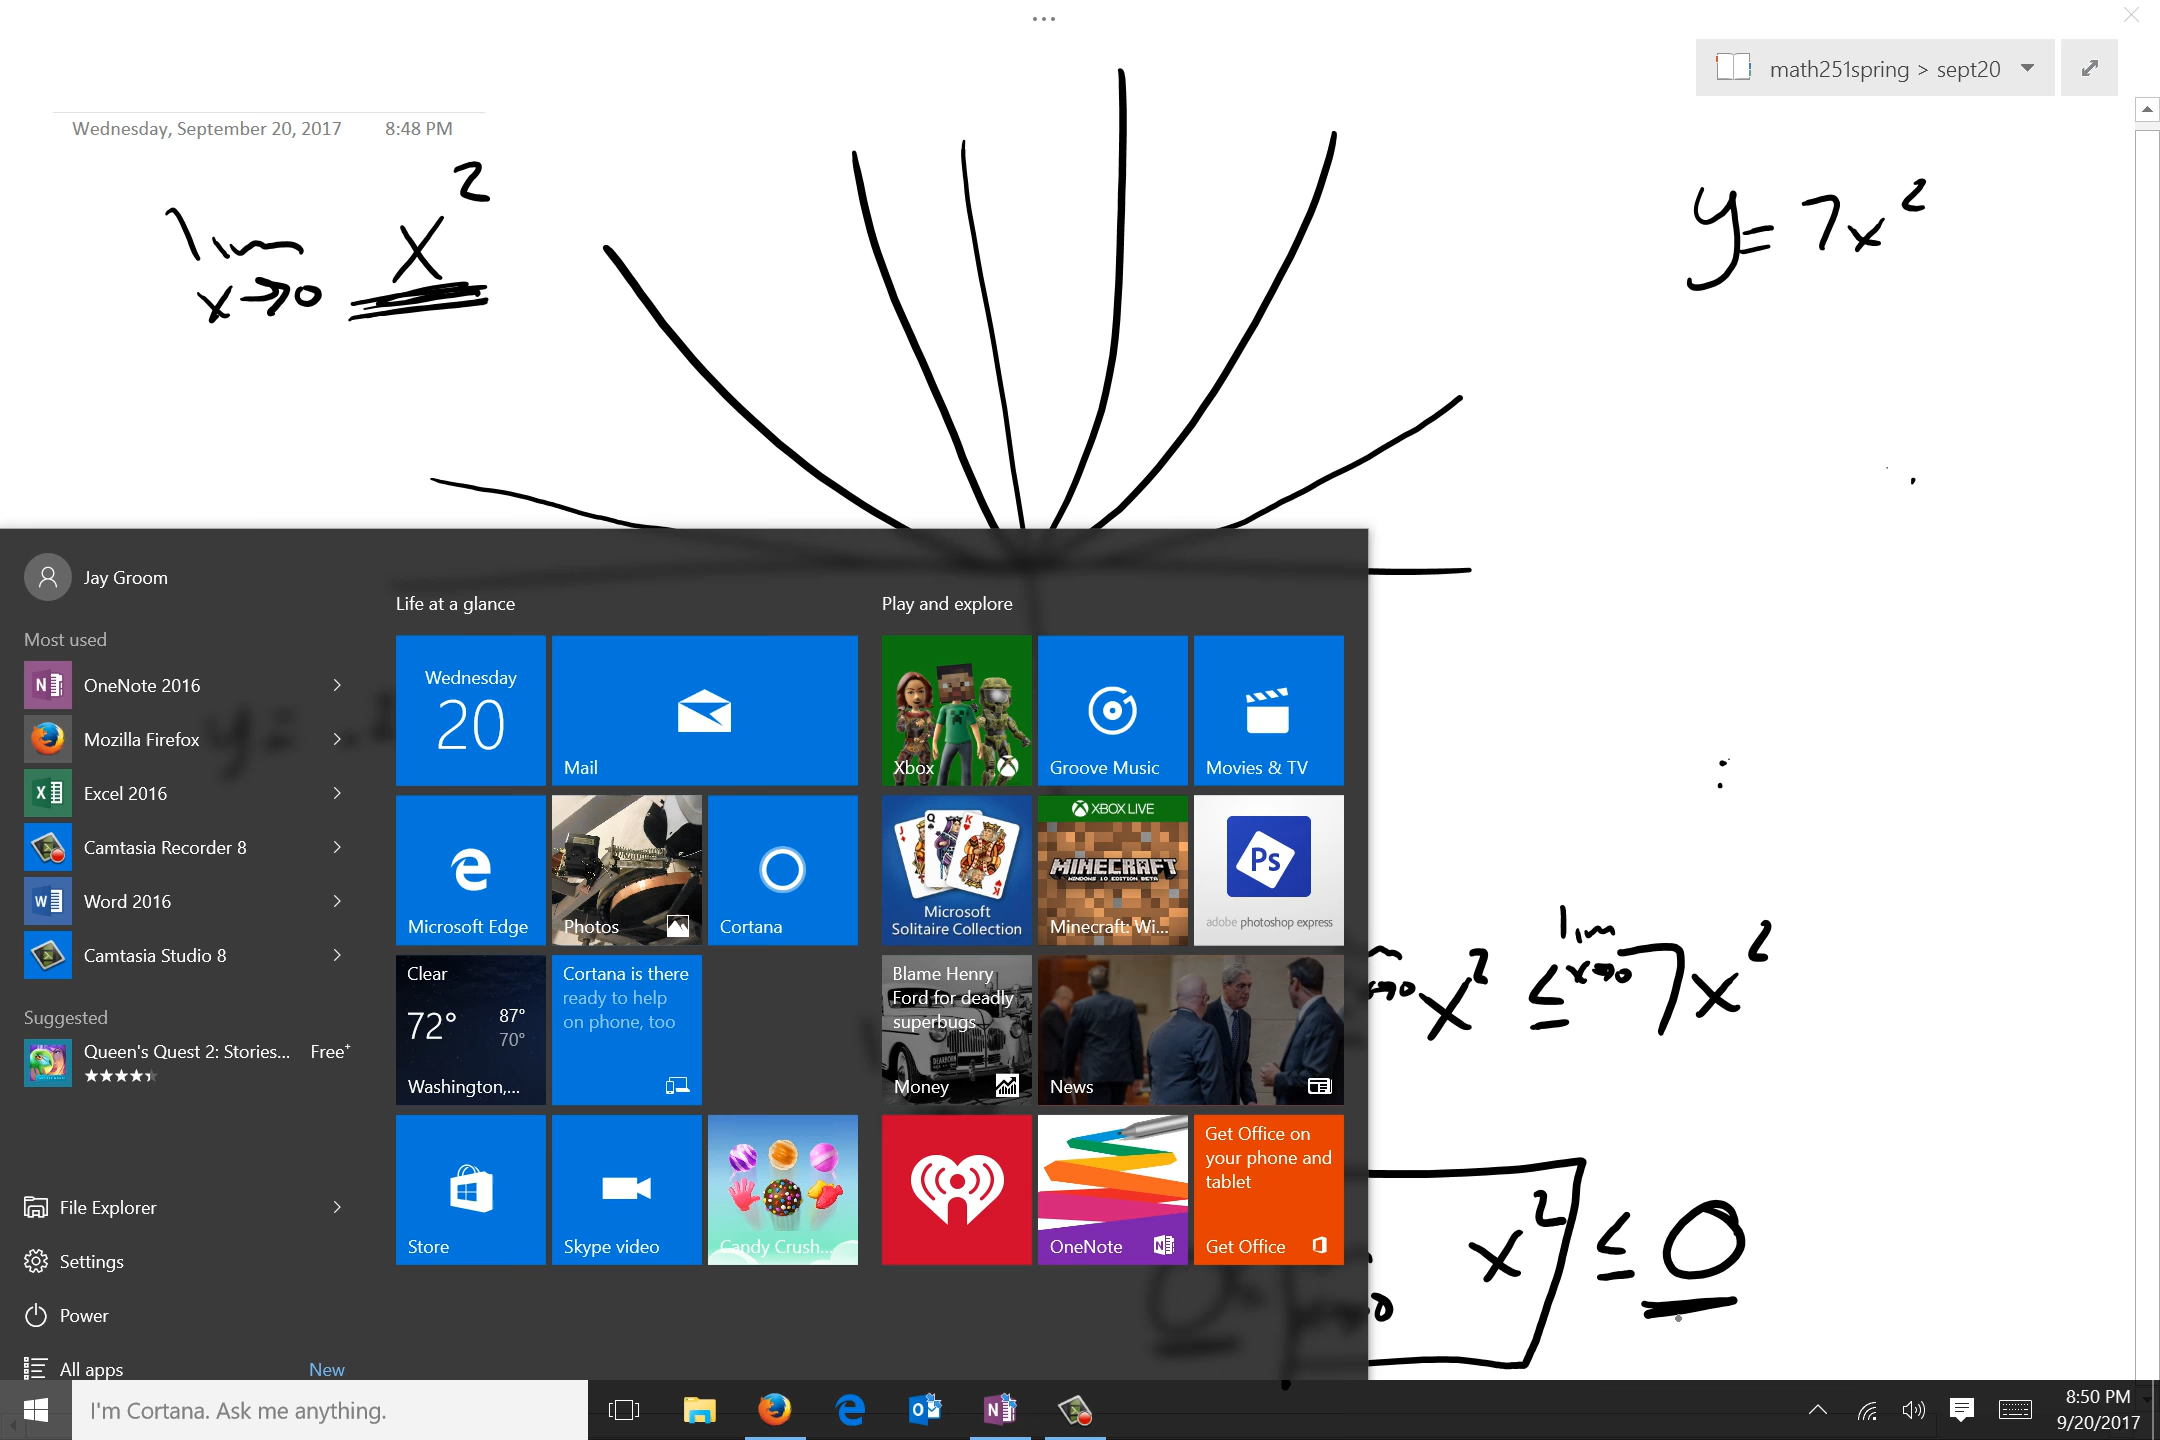 math251spring > sept20
Wednesday, September 20, 2017 8:48 PM
lim x→0 x²
y = 7x²
Jay Groom
Most used
OneNote 2016
Mozilla Firefox
Excel 2016
Camtasia Recorder 8
Word 2016
Camtasia Studio 8
Suggested
Queen's Quest 2: Stories... Free+
File Explorer
Settings
Power
All apps New
Life at a glance
Wednesday
20
Mail
Microsoft Edge
Photos
Cortana
Clear
72° 87°
70°
Washington,...
Cortana is there
ready to help
on phone, too
Store
Skype video
Candy Crush...
Play and explore
Xbox
Groove Music
Movies & TV
Microsoft
Solitaire Collection
XBOX LIVE
MINECRAFT
WINDOWS 10 EDITION BETA
Minecraft: Wi...
Ps
adobe photoshop express
Blame Henry
Ford for deadly
superbugs
Money
News
OneNote
Get Office on
your phone and
tablet
Get Office
x² ≤ lim x→0 7x²
x² ≤ 0
I'm Cortana. Ask me anything.
8:50 PM
9/20/2017